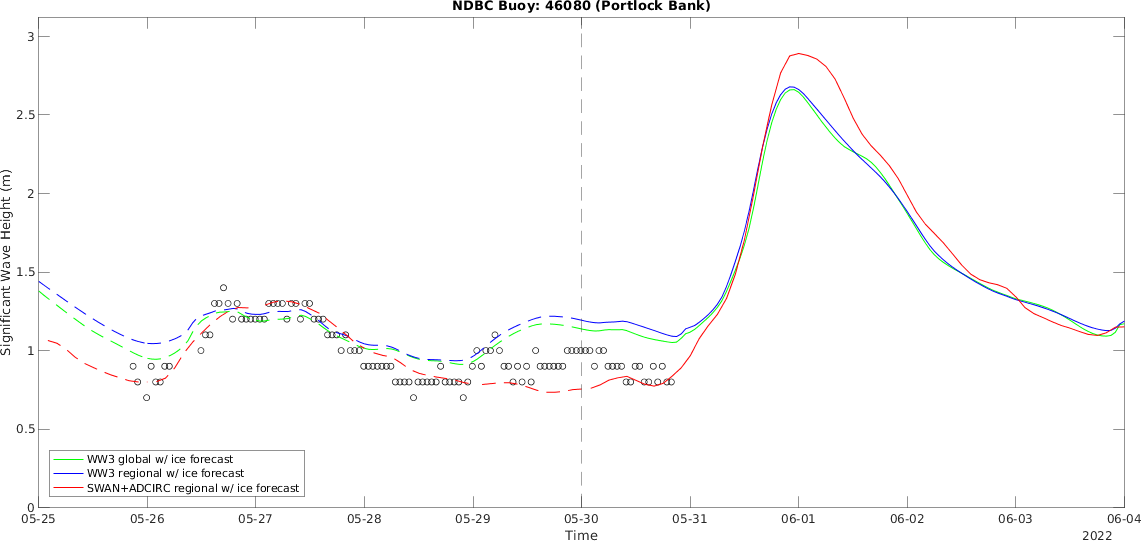 NDBC Buoy: 46080 (Portlock Bank)
3
2.5
2
1.5
1
0.5
0
Significant Wave Height (m)
WW3 global w/ ice forecast
WW3 regional w/ ice forecast
SWAN+ADCIRC regional w/ ice forecast
05-25 05-26 05-27 05-28 05-29 05-30 05-31 06-01 06-02 06-03 06-04
Time
2022